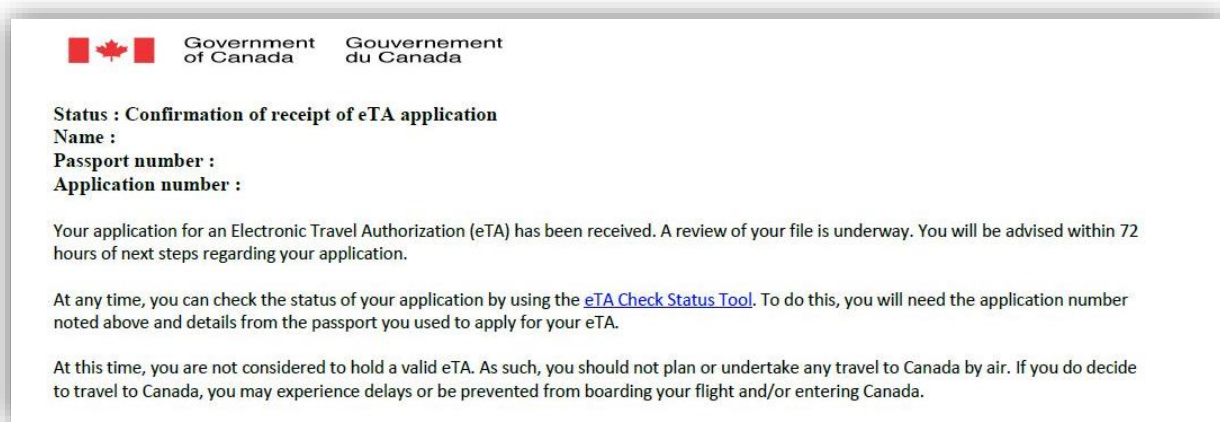 Government Gouvernement
of Canada du Canada
Status : Confirmation of receipt of eTA application
Name :
Passport number :
Application number :
Your application for an Electronic Travel Authorization (eTA) has been received. A review of your file is underway. You will be advised within 72
hours of next steps regarding your application.
At any time, you can check the status of your application by using the eTA Check Status Tool. To do this, you will need the application number
noted above and details from the passport you used to apply for your eTA.
At this time, you are not considered to hold a valid eTA. As such, you should not plan or undertake any travel to Canada by air. If you do decide
to travel to Canada, you may experience delays or be prevented from boarding your flight and/or entering Canada.